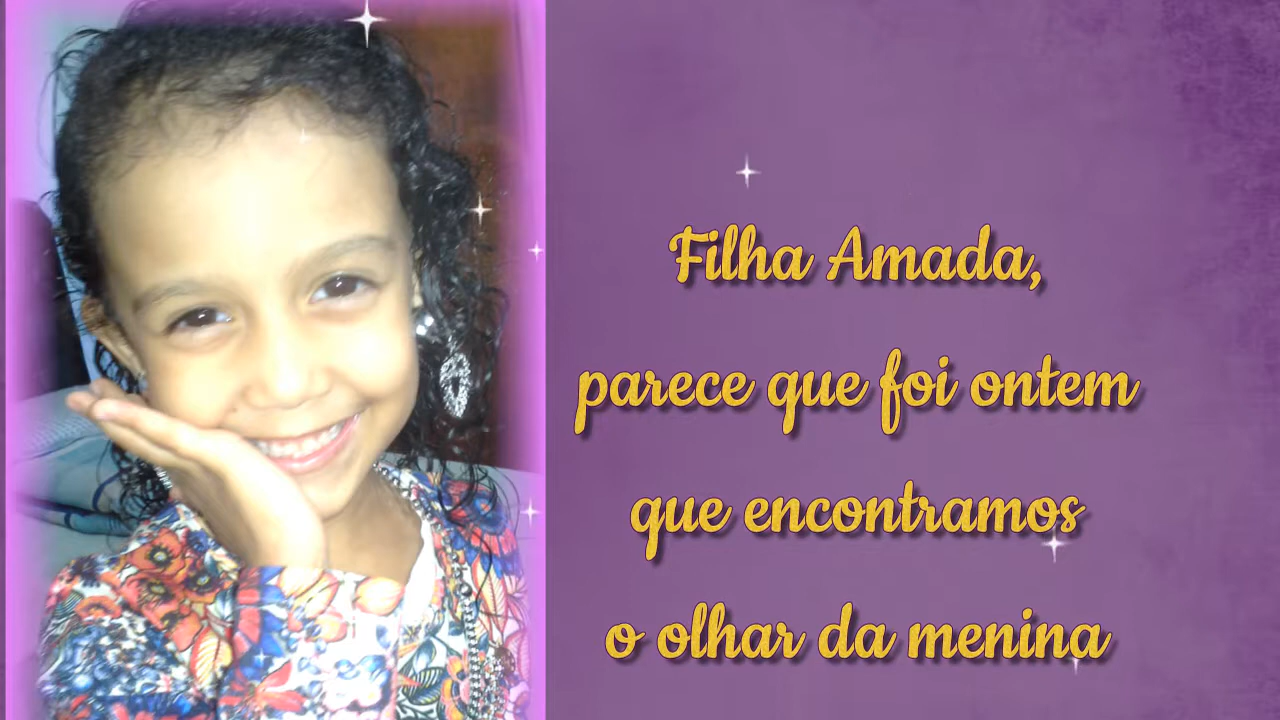 Filha Amada,
parece que foi ontem
que encontramos
o olhar da menina